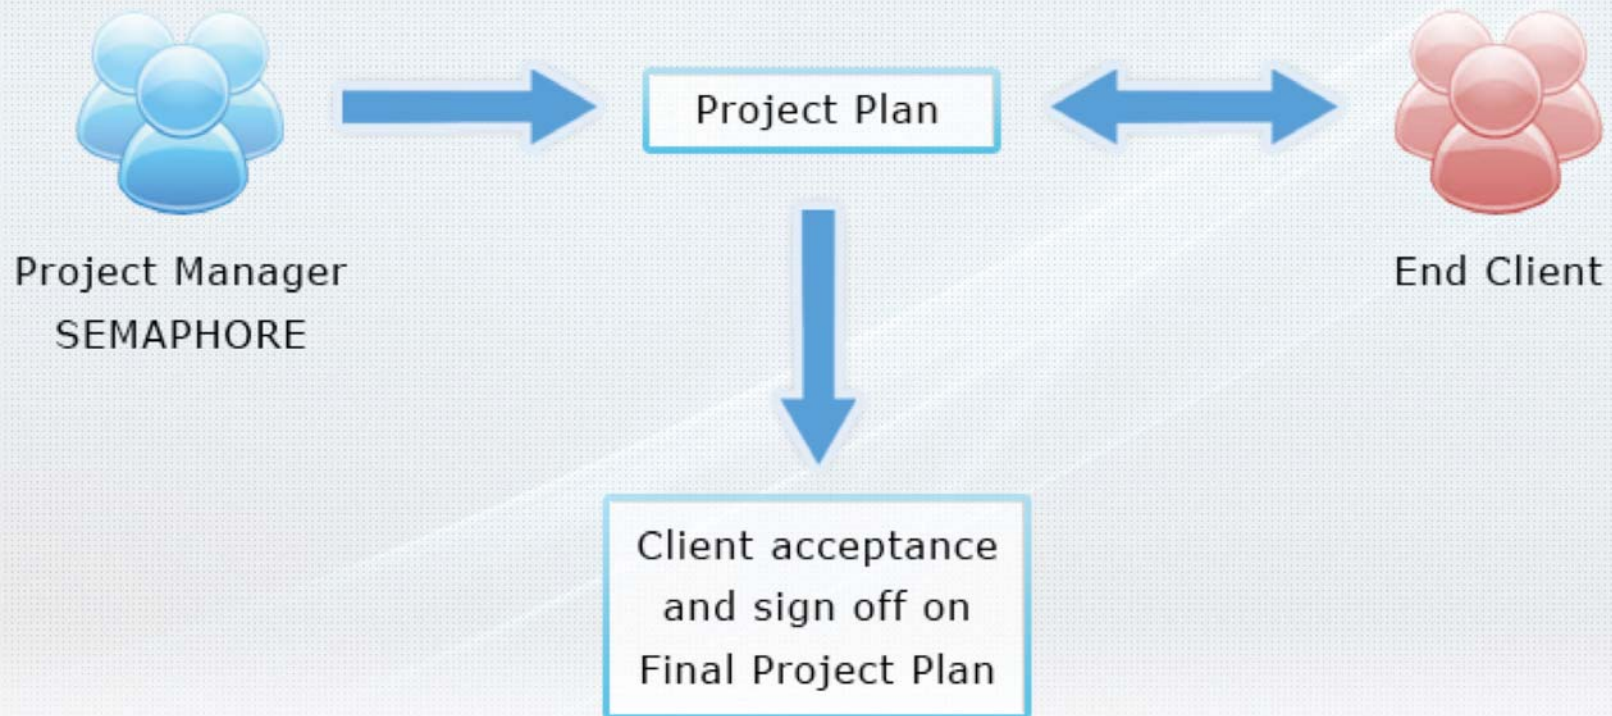 Project Plan
Project Manager
SEMAPHORE
End Client
Client acceptance
and sign off on
Final Project Plan